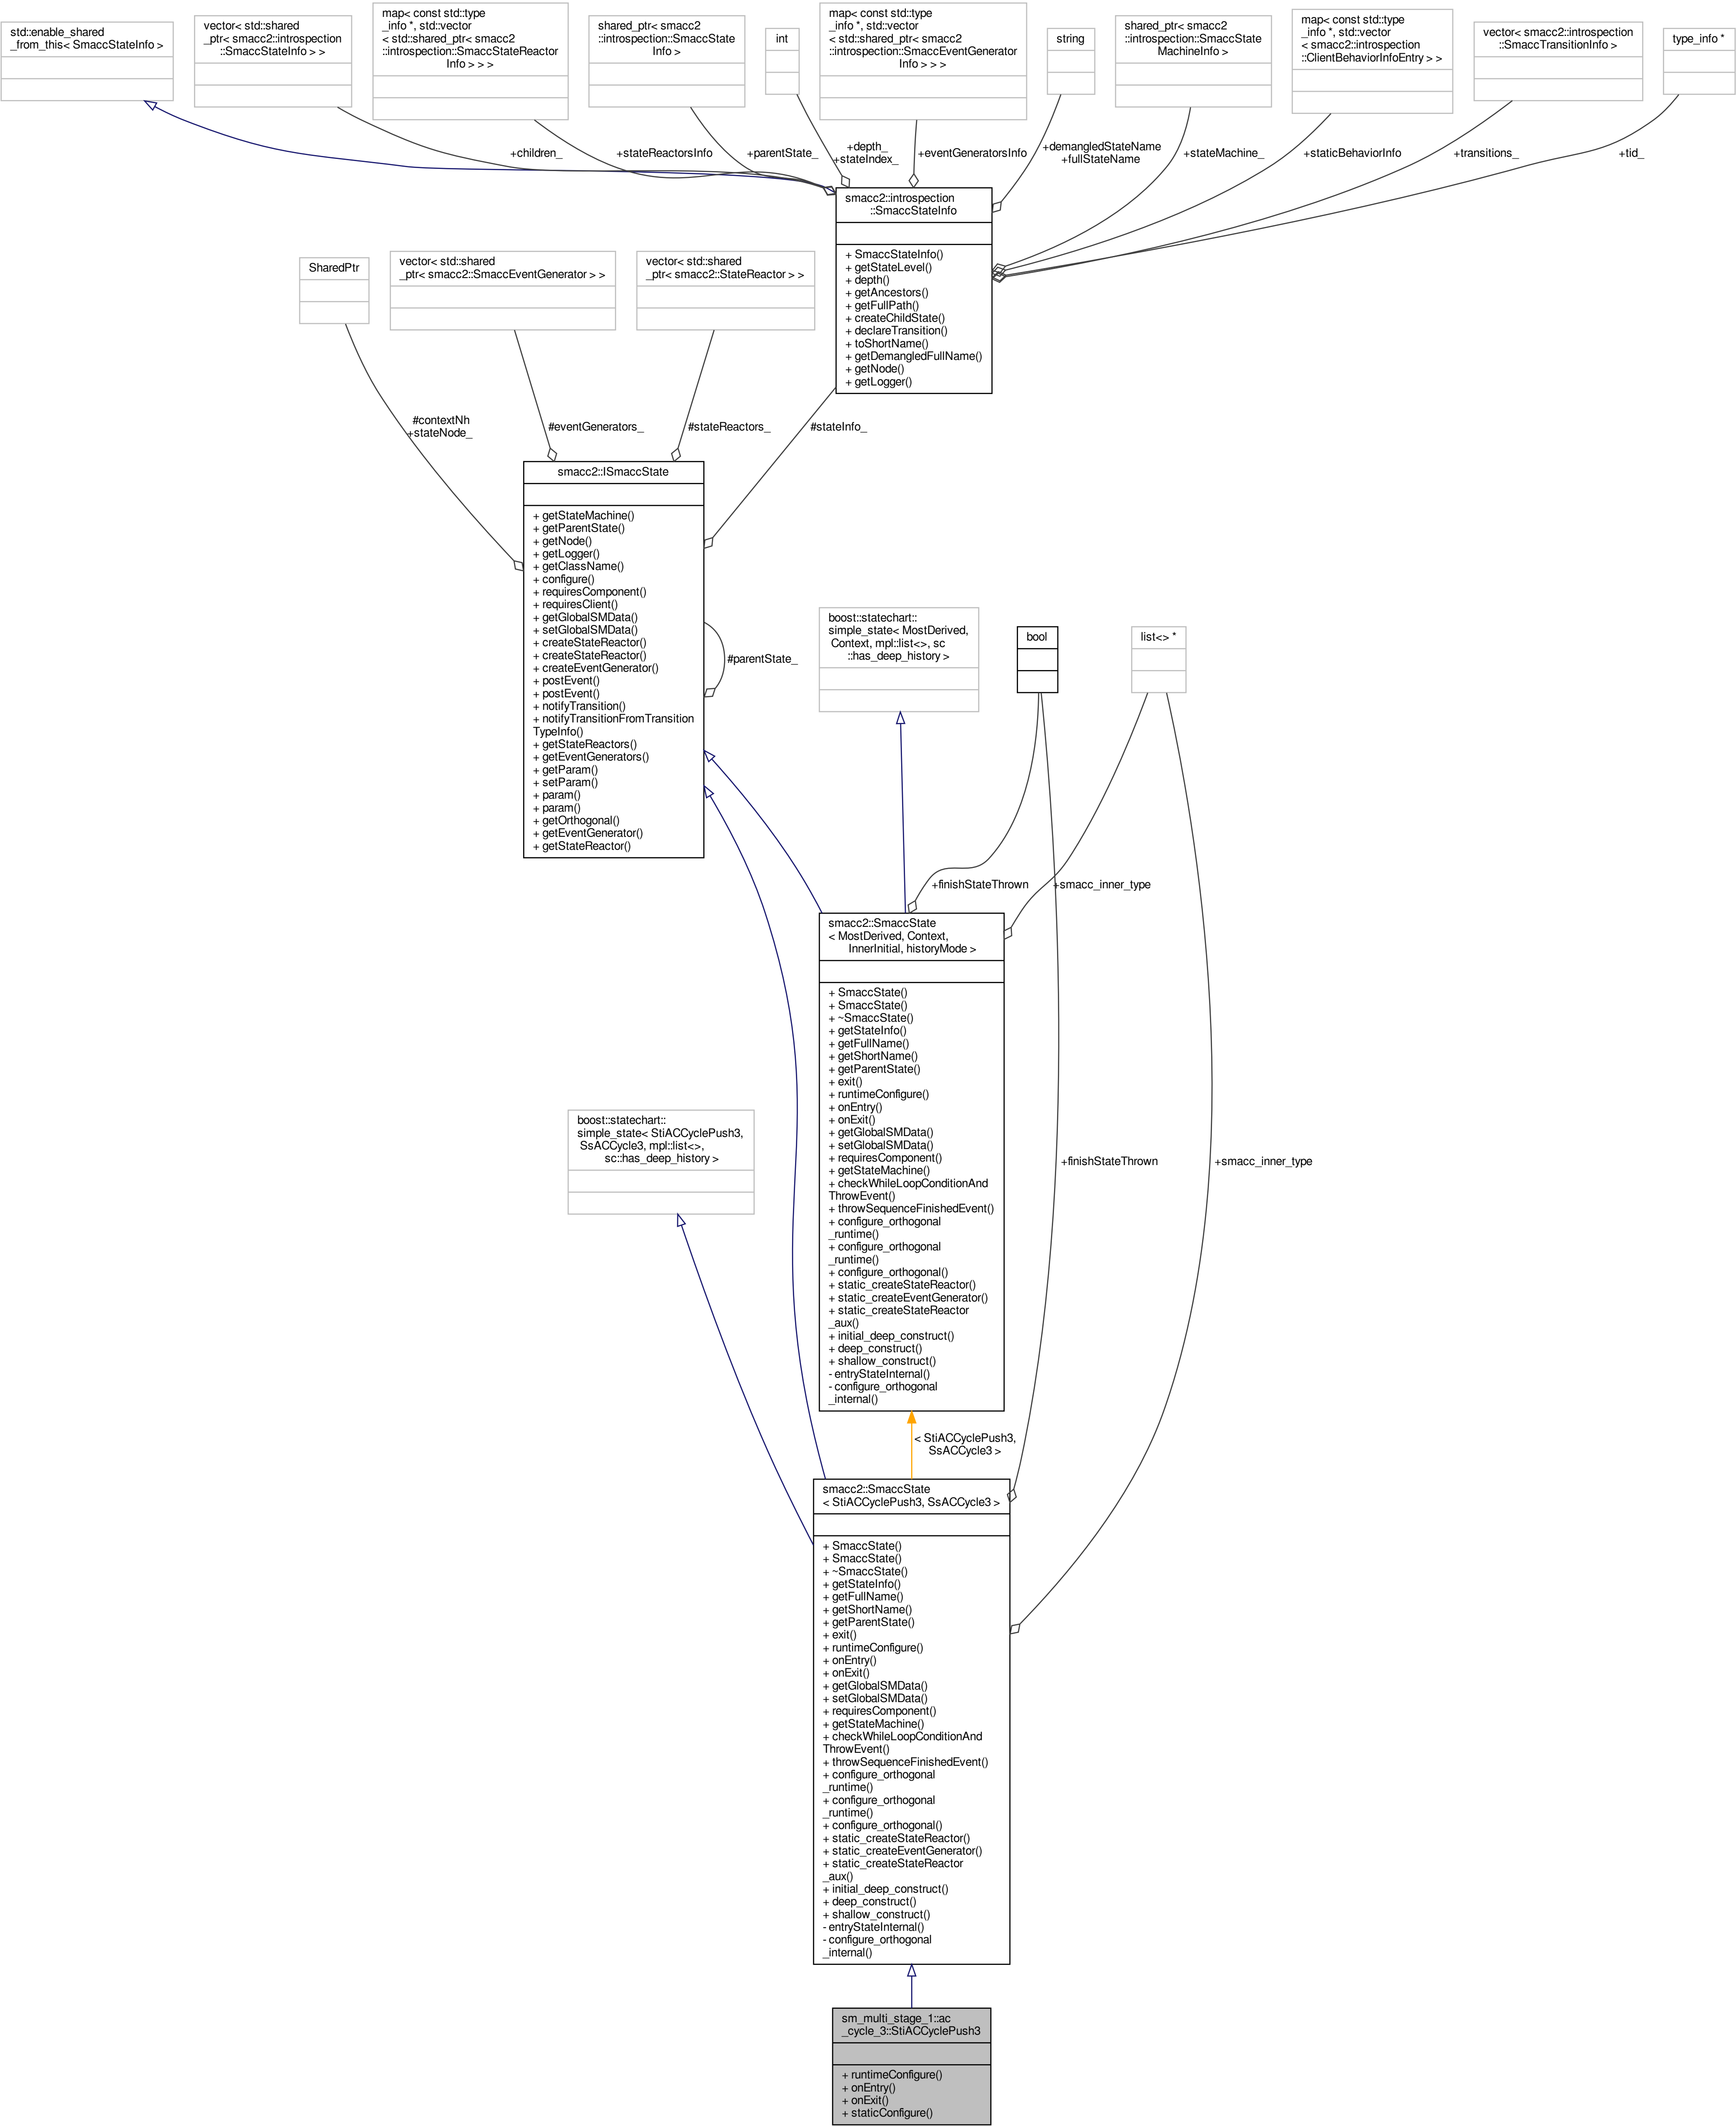 std::enable_shared
_from_this< SmaccStateInfo >
vector< std::shared
_ptr< smacc2::introspection
::SmaccStateInfo > >
map< const std::type
_info *, std::vector
< std::shared_ptr< smacc2
::introspection::SmaccStateReactor
Info > > >
shared_ptr< smacc2
::introspection::SmaccState
Info >
int
map< const std::type
_info *, std::vector
< std::shared_ptr< smacc2
::introspection::SmaccEventGenerator
Info > > >
string
shared_ptr< smacc2
::introspection::SmaccState
MachineInfo >
map< const std::type
_info *, std::vector
< smacc2::introspection
::ClientBehaviorInfoEntry > >
vector< smacc2::introspection
::SmaccTransitionInfo >
type_info *
+children_
+stateReactorsInfo
+parentState_
+depth_
+stateIndex_
+eventGeneratorsInfo
+demangledStateName
+fullStateName
+stateMachine_
+staticBehaviorInfo
+transitions_
+tid_
smacc2::introspection
::SmaccStateInfo
+ SmaccStateInfo()
+ getStateLevel()
+ depth()
+ getAncestors()
+ getFullPath()
+ createChildState()
+ declareTransition()
+ toShortName()
+ getDemangledFullName()
+ getNode()
+ getLogger()
SharedPtr
vector< std::shared
_ptr< smacc2::SmaccEventGenerator > >
vector< std::shared
_ptr< smacc2::StateReactor > >
#contextNh
+stateNode_
#eventGenerators_
#stateReactors_
#stateInfo_
smacc2::ISmaccState
+ getStateMachine()
+ getParentState()
+ getNode()
+ getLogger()
+ getClassName()
+ configure()
+ requiresComponent()
+ requiresClient()
+ getGlobalSMData()
+ setGlobalSMData()
+ createStateReactor()
+ createStateReactor()
+ createEventGenerator()
+ postEvent()
+ postEvent()
+ notifyTransition()
+ notifyTransitionFromTransition
TypeInfo()
+ getStateReactors()
+ getEventGenerators()
+ getParam()
+ setParam()
+ param()
+ param()
+ getOrthogonal()
+ getEventGenerator()
+ getStateReactor()
#parentState_
boost::statechart::
simple_state< MostDerived,
Context, mpl::list<>, sc
::has_deep_history >
bool
list<> *
+finishStateThrown
+smacc_inner_type
smacc2::SmaccState
< MostDerived, Context,
InnerInitial, historyMode >
+ SmaccState()
+ SmaccState()
+ ~SmaccState()
+ getStateInfo()
+ getFullName()
+ getShortName()
+ getParentState()
+ exit()
+ runtimeConfigure()
+ onEntry()
+ onExit()
+ getGlobalSMData()
+ setGlobalSMData()
+ requiresComponent()
+ getStateMachine()
+ checkWhileLoopConditionAnd
ThrowEvent()
+ throwSequenceFinishedEvent()
+ configure_orthogonal
_runtime()
+ configure_orthogonal
_runtime()
+ configure_orthogonal()
+ static_createStateReactor()
+ static_createEventGenerator()
+ static_createStateReactor
_aux()
+ initial_deep_construct()
+ deep_construct()
+ shallow_construct()
- entryStateInternal()
- configure_orthogonal
_internal()
boost::statechart::
simple_state< StiACCyclePush3,
SsACCycle3, mpl::list<>,
sc::has_deep_history >
+finishStateThrown
+smacc_inner_type
< StiACCyclePush3,
SsACCycle3 >
smacc2::SmaccState
< StiACCyclePush3, SsACCycle3 >
+ SmaccState()
+ SmaccState()
+ ~SmaccState()
+ getStateInfo()
+ getFullName()
+ getShortName()
+ getParentState()
+ exit()
+ runtimeConfigure()
+ onEntry()
+ onExit()
+ getGlobalSMData()
+ setGlobalSMData()
+ requiresComponent()
+ getStateMachine()
+ checkWhileLoopConditionAnd
ThrowEvent()
+ throwSequenceFinishedEvent()
+ configure_orthogonal
_runtime()
+ configure_orthogonal
_runtime()
+ configure_orthogonal()
+ static_createStateReactor()
+ static_createEventGenerator()
+ static_createStateReactor
_aux()
+ initial_deep_construct()
+ deep_construct()
+ shallow_construct()
- entryStateInternal()
- configure_orthogonal
_internal()
sm_multi_stage_1::ac
_cycle_3::StiACCyclePush3
+ runtimeConfigure()
+ onEntry()
+ onExit()
+ staticConfigure()